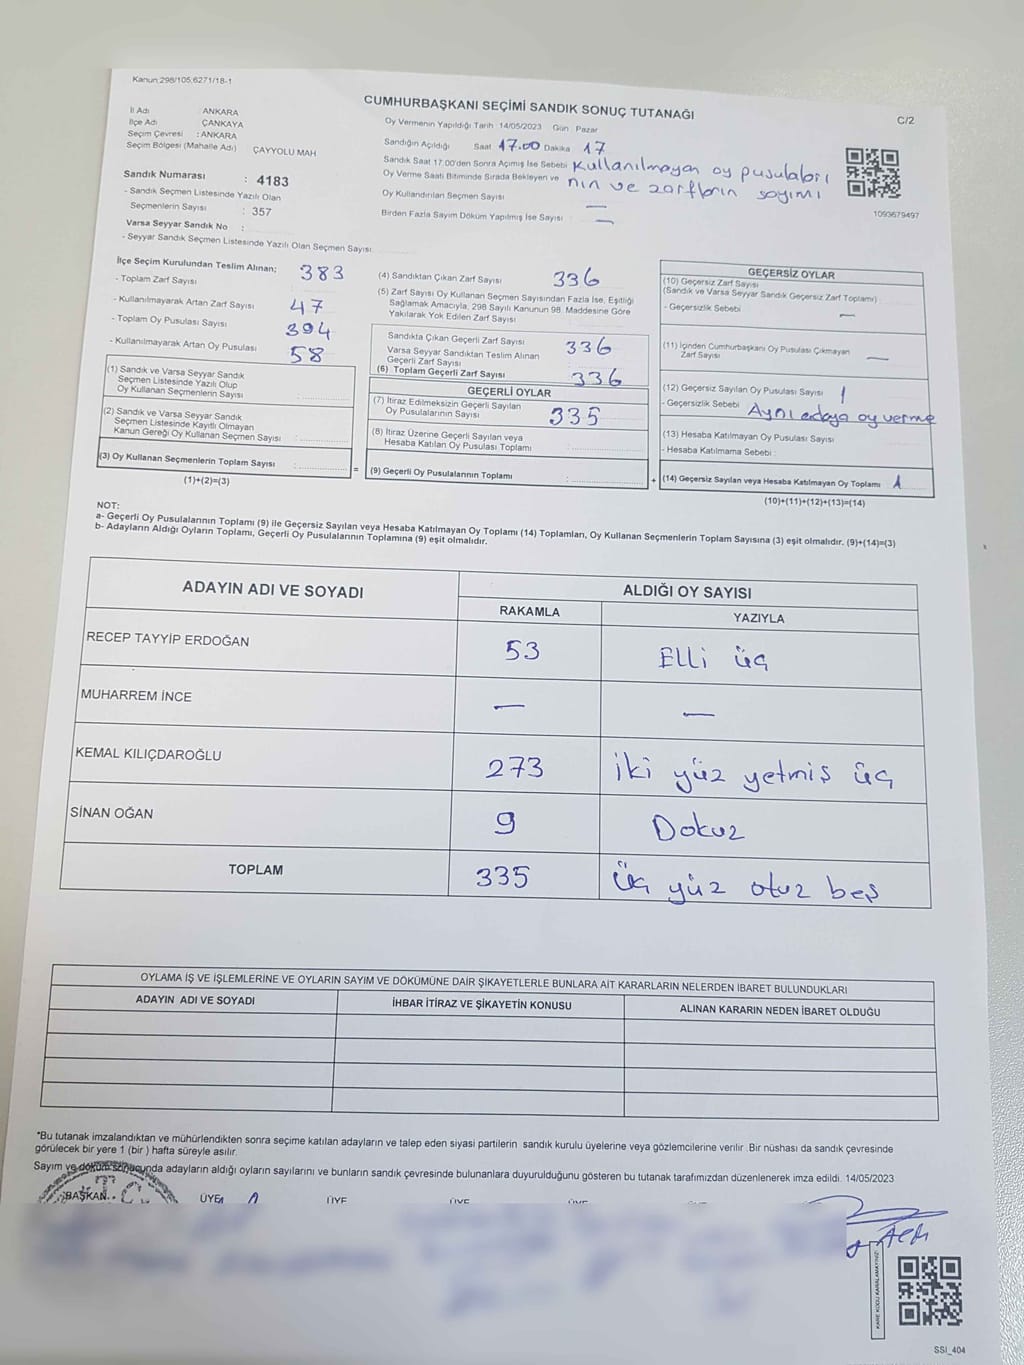 Kanun:298/105;6271/18-1
CUMHURBAŞKANI SEÇİMİ SANDIK SONUÇ TUTANAĞI
C/2
İl Adı : ANKARA
İlçe Adı : ÇANKAYA
Seçim Çevresi : ANKARA
Seçim Bölgesi (Mahalle Adı) : ÇAYYOLU MAH
Sandık Numarası : 4183
- Sandık Seçmen Listesinde Yazılı Olan
Seçmenlerin Sayısı : 357
Varsa Seyyar Sandık No :
- Seyyar Sandık Seçmen Listesinde Yazılı Olan Seçmen Sayısı:
Oy Vermenin Yapıldığı Tarih 14/05/2023 Gün Pazar
Sandığın Açıldığı Saat 17.00 Dakika 17
Sandık Saat 17:00'den Sonra Açılmış İse Sebebi Kullanılmayan oy pusulaları
Oy Verme Saati Bitiminde Sırada Bekleyen ve nın ve zarfların sayımı
Oy Kullandırılan Seçmen Sayısı : —
Birden Fazla Sayım Döküm Yapılmış İse Sayısı : —
1093679497
İlçe Seçim Kurulundan Teslim Alınan;
- Toplam Zarf Sayısı 383
- Kullanılmayarak Artan Zarf Sayısı 47
- Toplam Oy Pusulası Sayısı 394
- Kullanılmayarak Artan Oy Pusulası 58
(1) Sandık ve Varsa Seyyar Sandık
Seçmen Listesinde Yazılı Olup
Oy Kullanan Seçmenlerin Sayısı :
(2) Sandık ve Varsa Seyyar Sandık
Seçmen Listesinde Kayıtlı Olmayan
Kanun Gereği Oy Kullanan Seçmen Sayısı :
(3) Oy Kullanan Seçmenlerin Toplam Sayısı :
(1)+(2)=(3)
=
(4) Sandıktan Çıkan Zarf Sayısı 336
(5) Zarf Sayısı Oy Kullanan Seçmen Sayısından Fazla İse, Eşitliği
Sağlamak Amacıyla, 298 Sayılı Kanunun 98. Maddesine Göre
Yakılarak Yok Edilen Zarf Sayısı
Sandıkta Çıkan Geçerli Zarf Sayısı 336
Varsa Seyyar Sandıktan Teslim Alınan
Geçerli Zarf Sayısı
(6) Toplam Geçerli Zarf Sayısı 336
GEÇERLİ OYLAR
(7) İtiraz Edilmeksizin Geçerli Sayılan
Oy Pusulalarının Sayısı 335
(8) İtiraz Üzerine Geçerli Sayılan veya
Hesaba Katılan Oy Pusulası Toplamı
(9) Geçerli Oy Pusulalarının Toplamı :
+
GEÇERSİZ OYLAR
(10) Geçersiz Zarf Sayısı
(Sandık ve Varsa Seyyar Sandık Geçersiz Zarf Toplamı) :
- Geçersizlik Sebebi : —
(11) İçinden Cumhurbaşkanı Oy Pusulası Çıkmayan
Zarf Sayısı —
(12) Geçersiz Sayılan Oy Pusulası Sayısı 1
- Geçersizlik Sebebi Aynı adaya oy verme
(13) Hesaba Katılmayan Oy Pusulası Sayısı
- Hesaba Katılmama Sebebi :
(14) Geçersiz Sayılan veya Hesaba Katılmayan Oy Toplamı : 1
(10)+(11)+(12)+(13)=(14)
NOT:
a- Geçerli Oy Pusulalarının Toplamı (9) ile Geçersiz Sayılan veya Hesaba Katılmayan Oy Toplamı (14) Toplamları, Oy Kullanan Seçmenlerin Toplam Sayısına (3) eşit olmalıdır. (9)+(14)=(3)
b- Adayların Aldığı Oyların Toplamı, Geçerli Oy Pusulalarının Toplamına (9) eşit olmalıdır.
ADAYIN ADI VE SOYADI
ALDIĞI OY SAYISI
RAKAMLA YAZIYLA
RECEP TAYYİP ERDOĞAN 53 Elli üç
MUHARREM İNCE — —
KEMAL KILIÇDAROĞLU 273 İki yüz yetmiş üç
SİNAN OĞAN 9 Dokuz
TOPLAM 335 Üç yüz otuz beş
OYLAMA İŞ VE İŞLEMLERİNE VE OYLARIN SAYIM VE DÖKÜMÜNE DAİR ŞİKAYETLERLE BUNLARA AİT KARARLARIN NELERDEN İBARET BULUNDUKLARI
ADAYIN ADI VE SOYADI İHBAR İTİRAZ VE ŞİKAYETİN KONUSU ALINAN KARARIN NEDEN İBARET OLDUĞU
*Bu tutanak imzalandıktan ve mühürlendikten sonra seçime katılan adayların ve talep eden siyasi partilerin sandık kurulu üyelerine veya gözlemcilerine verilir. Bir nüshası da sandık çevresinde
görülecek bir yere 1 (bir ) hafta süreyle asılır.
Sayım ve döküm sonucunda adayların aldığı oyların sayılarını ve bunların sandık çevresinde bulunanlara duyurulduğunu gösteren bu tutanak tarafımızdan düzenlenerek imza edildi. 14/05/2023
BAŞKAN ÜYE ÜYE ÜYE
T.C.
KARE KODU KARALAMAYINIZ!
SSI_404